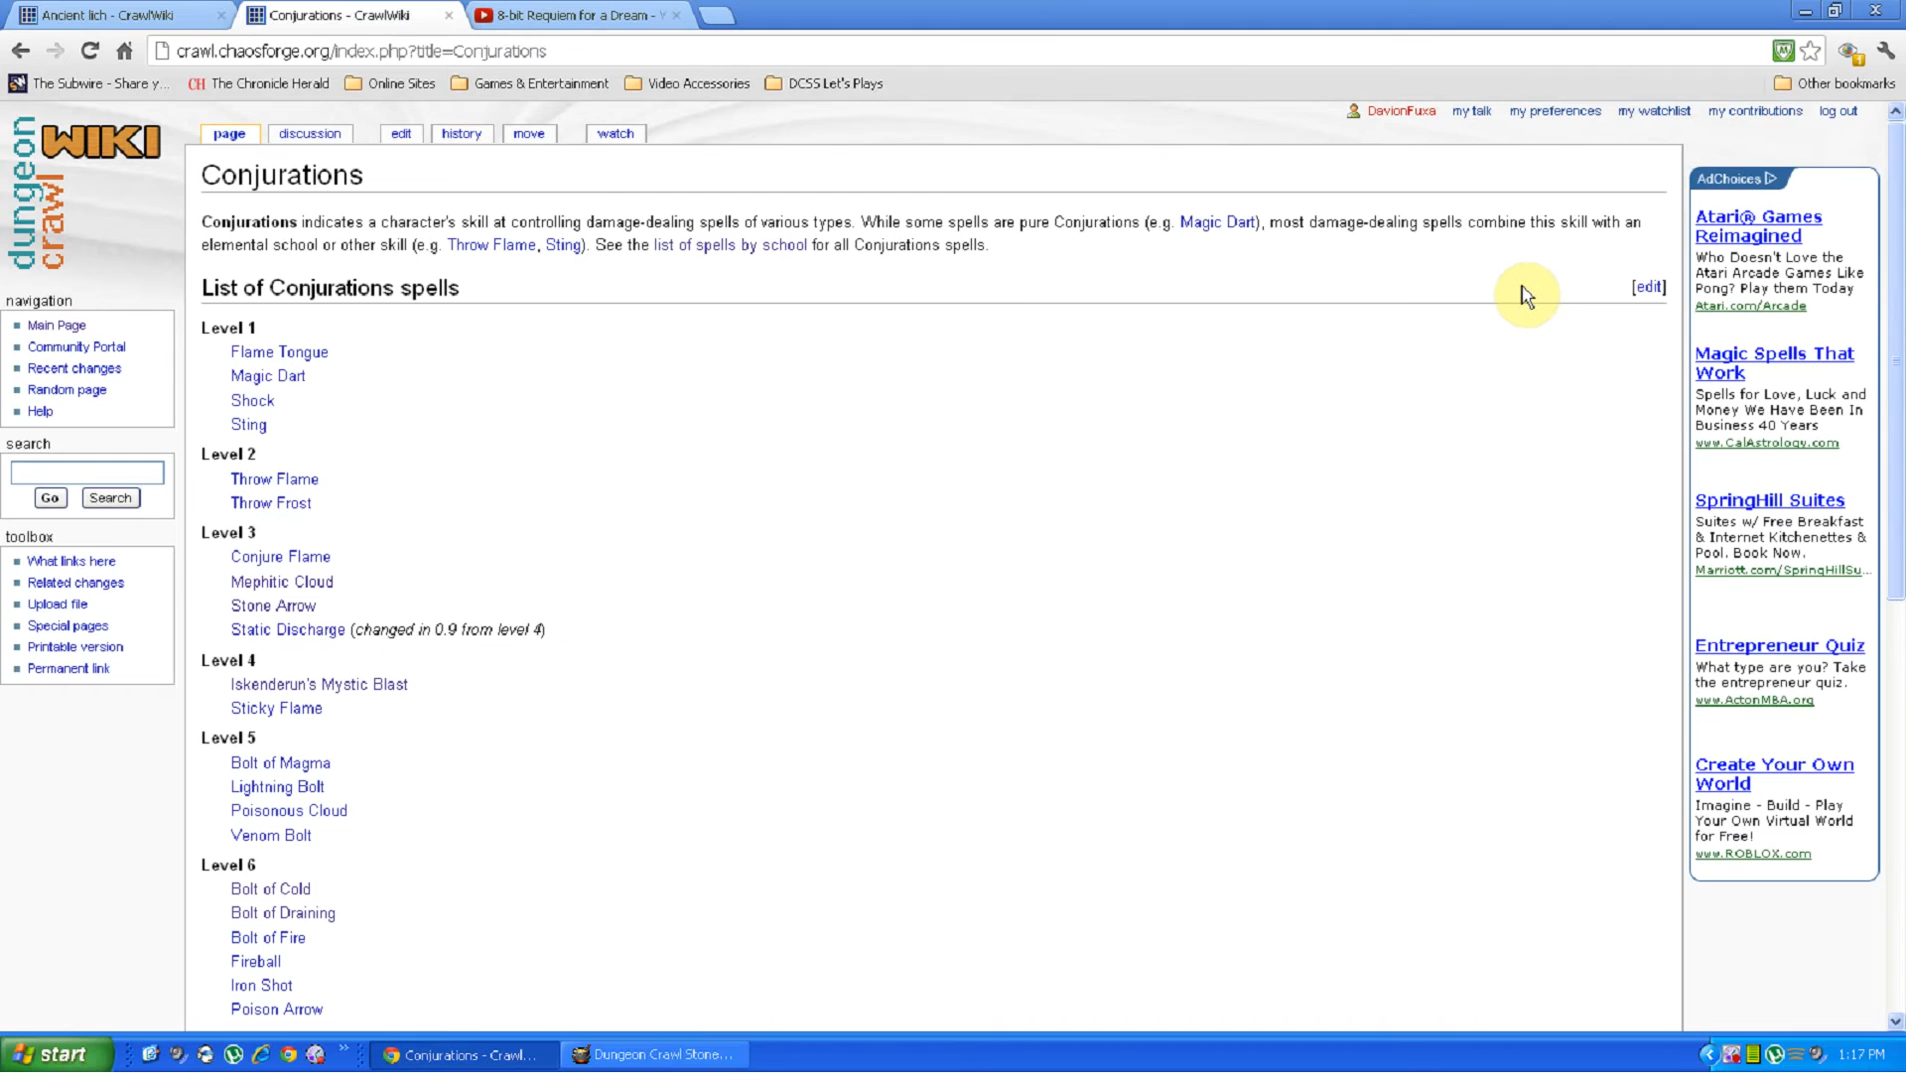 Ancient lich - CrawlWiki
Conjurations - CrawlWiki
8-bit Requiem for a Dream - Y
crawl.chaosforge.org/index.php?title=Conjurations
The Subwire - Share y...
CH The Chronicle Herald
Online Sites
Games & Entertainment
Video Accessories
DCSS Let's Plays
Other bookmarks
DavionFuxa my talk my preferences my watchlist my contributions log out
dungeon crawl WIKI
page discussion edit history move watch
Conjurations
Conjurations indicates a character's skill at controlling damage-dealing spells of various types. While some spells are pure Conjurations (e.g. Magic Dart), most damage-dealing spells combine this skill with an
elemental school or other skill (e.g. Throw Flame, Sting). See the list of spells by school for all Conjurations spells.
List of Conjurations spells
[edit]
Level 1
Flame Tongue
Magic Dart
Shock
Sting
Level 2
Throw Flame
Throw Frost
Level 3
Conjure Flame
Mephitic Cloud
Stone Arrow
Static Discharge (changed in 0.9 from level 4)
Level 4
Iskenderun's Mystic Blast
Sticky Flame
Level 5
Bolt of Magma
Lightning Bolt
Poisonous Cloud
Venom Bolt
Level 6
Bolt of Cold
Bolt of Draining
Bolt of Fire
Fireball
Iron Shot
Poison Arrow
navigation
Main Page
Community Portal
Recent changes
Random page
Help
search
Go Search
toolbox
What links here
Related changes
Upload file
Special pages
Printable version
Permanent link
AdChoices
Atari® Games
Reimagined
Who Doesn't Love the
Atari Arcade Games Like
Pong? Play them Today
Atari.com/Arcade
Magic Spells That
Work
Spells for Love, Luck and
Money We Have Been In
Business 40 Years
www.CalAstrology.com
SpringHill Suites
Suites w/ Free Breakfast
& Internet Kitchenettes &
Pool. Book Now.
Marriott.com/SpringHillSu...
Entrepreneur Quiz
What type are you? Take
the entrepreneur quiz.
www.ActonMBA.org
Create Your Own
World
Imagine - Build - Play
Your Own Virtual World
for Free!
www.ROBLOX.com
start
Conjurations - Crawl...
Dungeon Crawl Stone...
1:17 PM